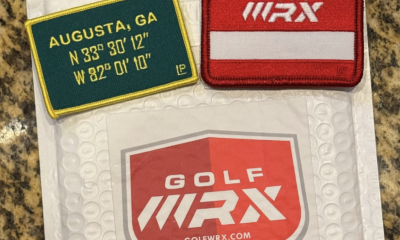 AUGUSTA, GA
N 33° 30' 12"
W 82° 01' 10"
LP
WRX
GOLF
WRX
GOLFWRX.COM